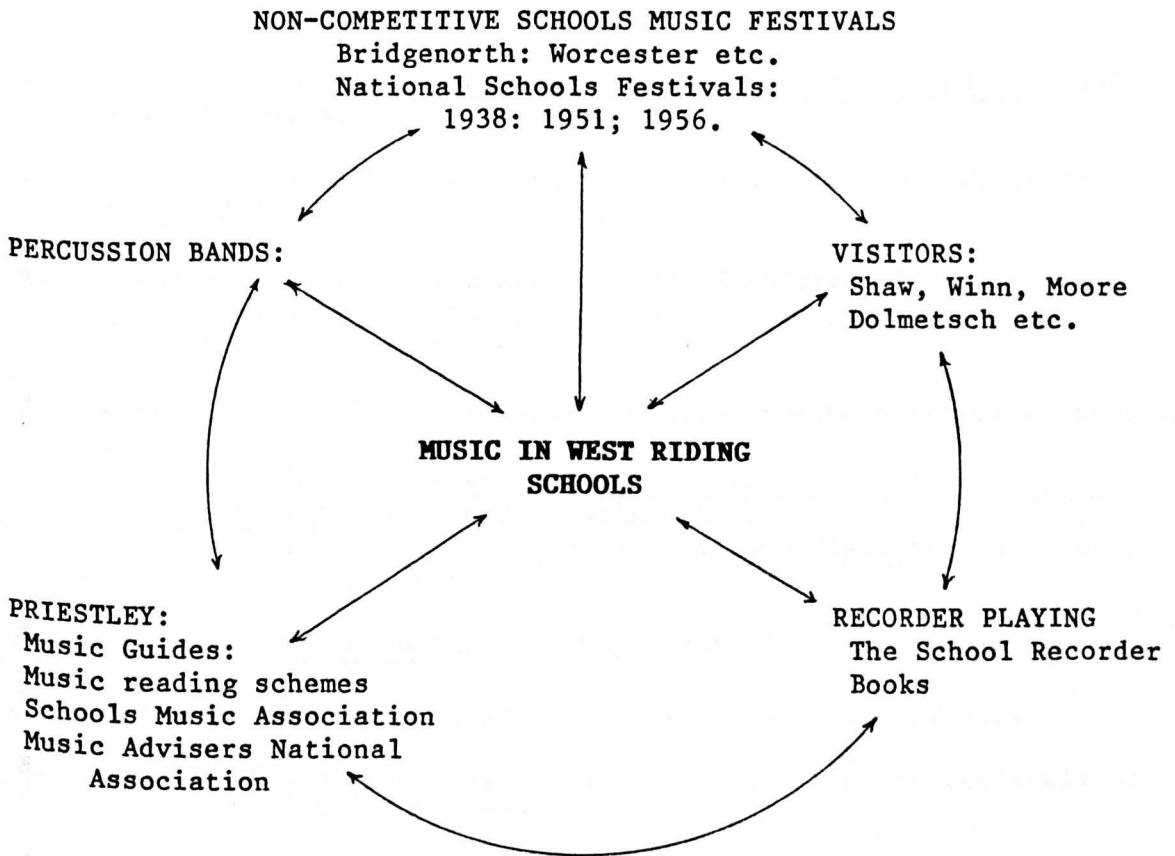 NON-COMPETITIVE SCHOOLS MUSIC FESTIVALS
Bridgenorth: Worcester etc.
National Schools Festivals:
1938: 1951; 1956.
PERCUSSION BANDS:
VISITORS:
Shaw, Winn, Moore
Dolmetsch etc.
MUSIC IN WEST RIDING
SCHOOLS
PRIESTLEY:
Music Guides:
Music reading schemes
Schools Music Association
Music Advisers National
Association
RECORDER PLAYING
The School Recorder
Books